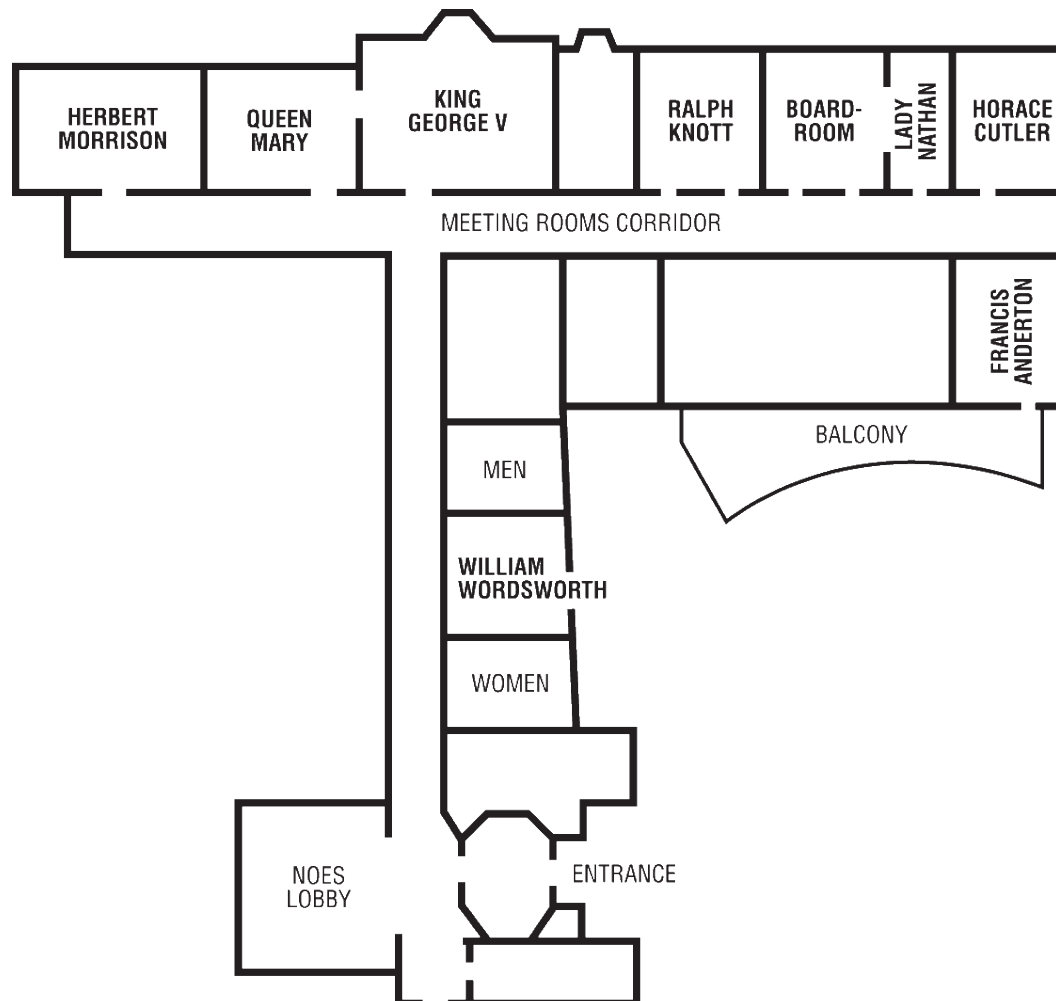 HERBERT
MORRISON
QUEEN
MARY
KING
GEORGE V
RALPH
KNOTT
BOARD-
ROOM
LADY
NATHAN
HORACE
CUTLER
MEETING ROOMS CORRIDOR
FRANCIS
ANDERTON
BALCONY
MEN
WILLIAM
WORDSWORTH
WOMEN
NOES
LOBBY
ENTRANCE